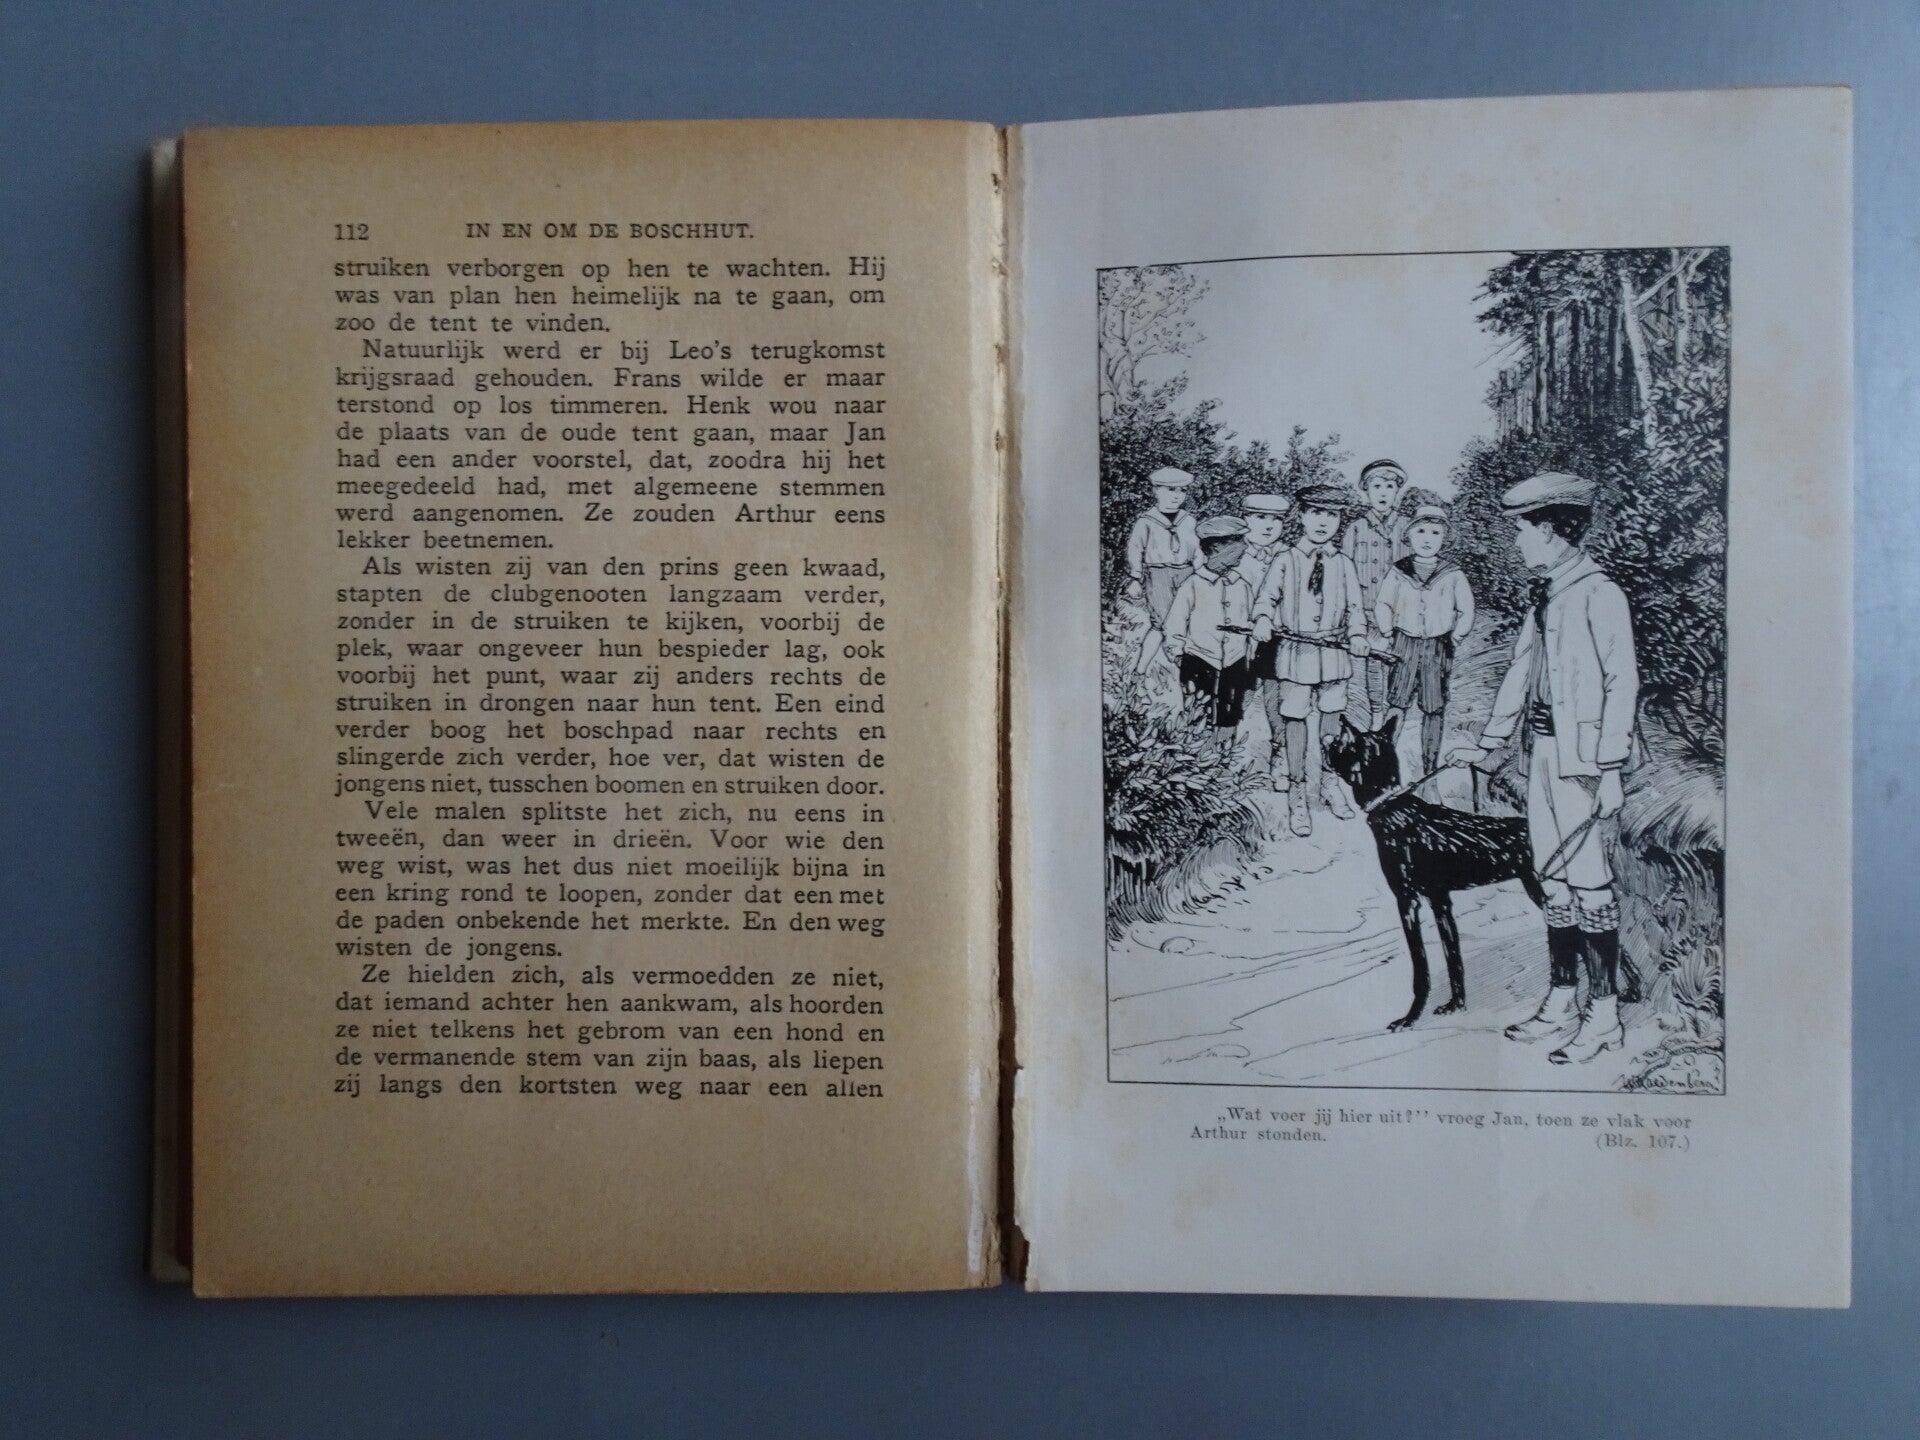 112 IN EN OM DE BOSCHHUT.
struiken verborgen op hen te wachten. Hij
was van plan hen heimelijk na te gaan, om
zoo de tent te vinden.
Natuurlijk werd er bij Leo's terugkomst
krijgsraad gehouden. Frans wilde er maar
terstond op los timmeren. Henk wou naar
de plaats van de oude tent gaan, maar Jan
had een ander voorstel, dat, zoodra hij het
meegedeeld had, met algemeene stemmen
werd aangenomen. Ze zouden Arthur eens
lekker beetnemen.
Als wisten zij van den prins geen kwaad,
stapten de clubgenooten langzaam verder,
zonder in de struiken te kijken, voorbij de
plek, waar ongeveer hun bespieder lag, ook
voorbij het punt, waar zij anders rechts de
struiken in drongen naar hun tent. Een eind
verder boog het boschpad naar rechts en
slingerde zich verder, hoe ver, dat wisten de
jongens niet, tusschen boomen en struiken door.
Vele malen splitste het zich, nu eens in
tweeën, dan weer in drieën. Voor wie den
weg wist, was het dus niet moeilijk bijna in
een kring rond te loopen, zonder dat een met
de paden onbekende het merkte. En den weg
wisten de jongens.
Ze hielden zich, als vermoedden ze niet,
dat iemand achter hen aankwam, als hoorden
ze niet telkens het gebrom van een hond en
de vermanende stem van zijn baas, als liepen
zij langs den kortsten weg naar een allen
„Wat voer jij hier uit?’’ vroeg Jan, toen ze vlak voor
Arthur stonden. (Blz. 107.)